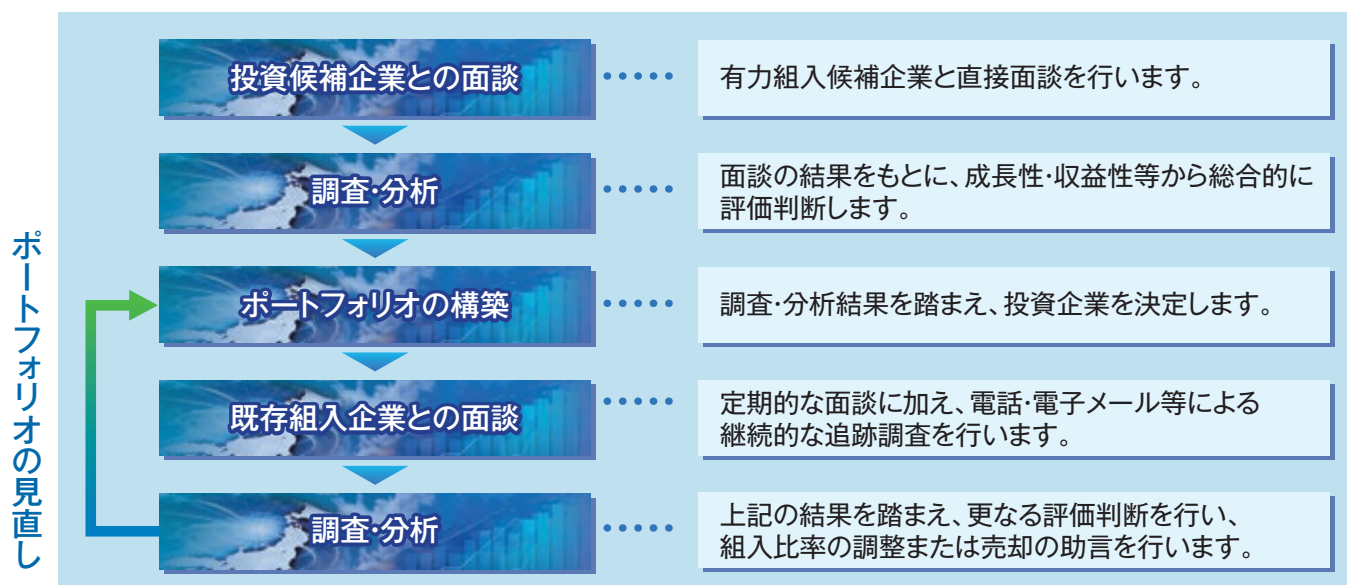 投資候補企業との面談
有力組入候補企業と直接面談を行います。
調査･分析
面談の結果をもとに、成長性･収益性等から総合的に
評価判断します。
ポートフォリオの構築
調査･分析結果を踏まえ、投資企業を決定します。
既存組入企業との面談
定期的な面談に加え、電話･電子メール等による
継続的な追跡調査を行います。
調査･分析
上記の結果を踏まえ、更なる評価判断を行い、
組入比率の調整または売却の助言を行います。
ポートフォリオの見直し